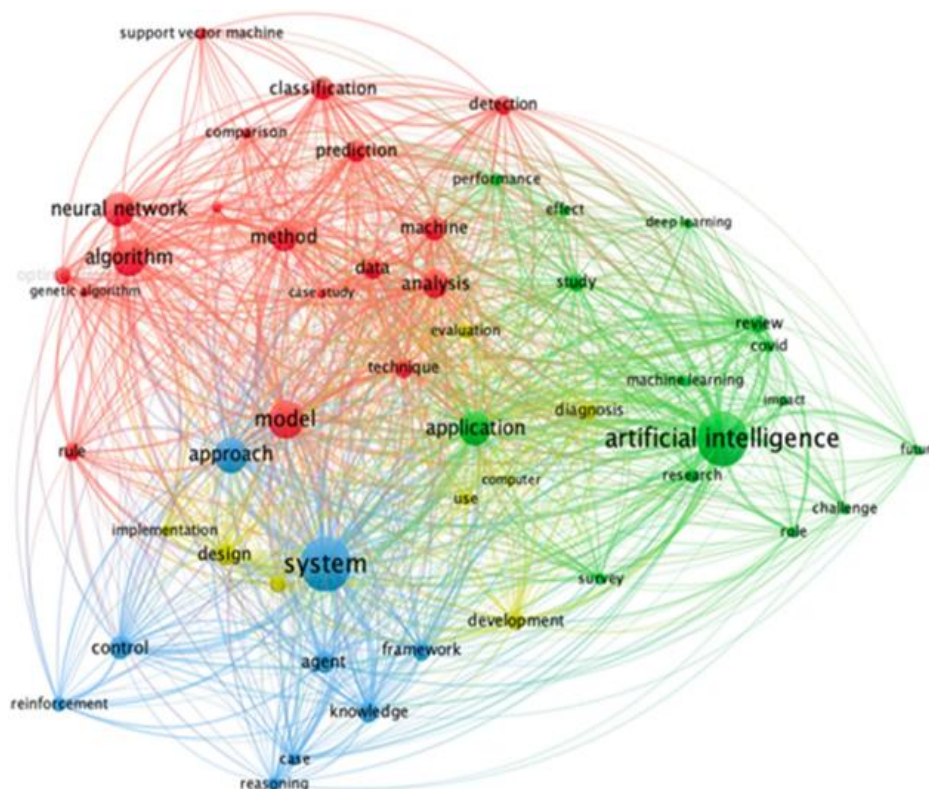 support vector machine
classification
detection
comparison
prediction
performance
neural network
effect
deep learning
machine
method
algorithm
data
analysis
study
genetic algorithm
case study
review
evaluation
covid
technique
machine learning
impact
diagnosis
model
application
artificial intelligence
rule
approach
futur
research
computer
use
challenge
implementation
role
design
system
survey
development
control
framework
agent
reinforcement
knowledge
case
reasoning